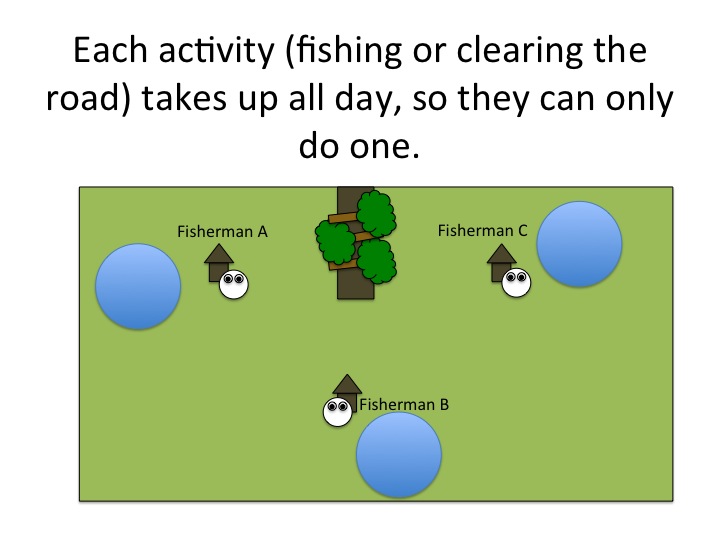 Each activity (fishing or clearing the
road) takes up all day, so they can only
do one.
Fisherman A
Fisherman C
Fisherman B